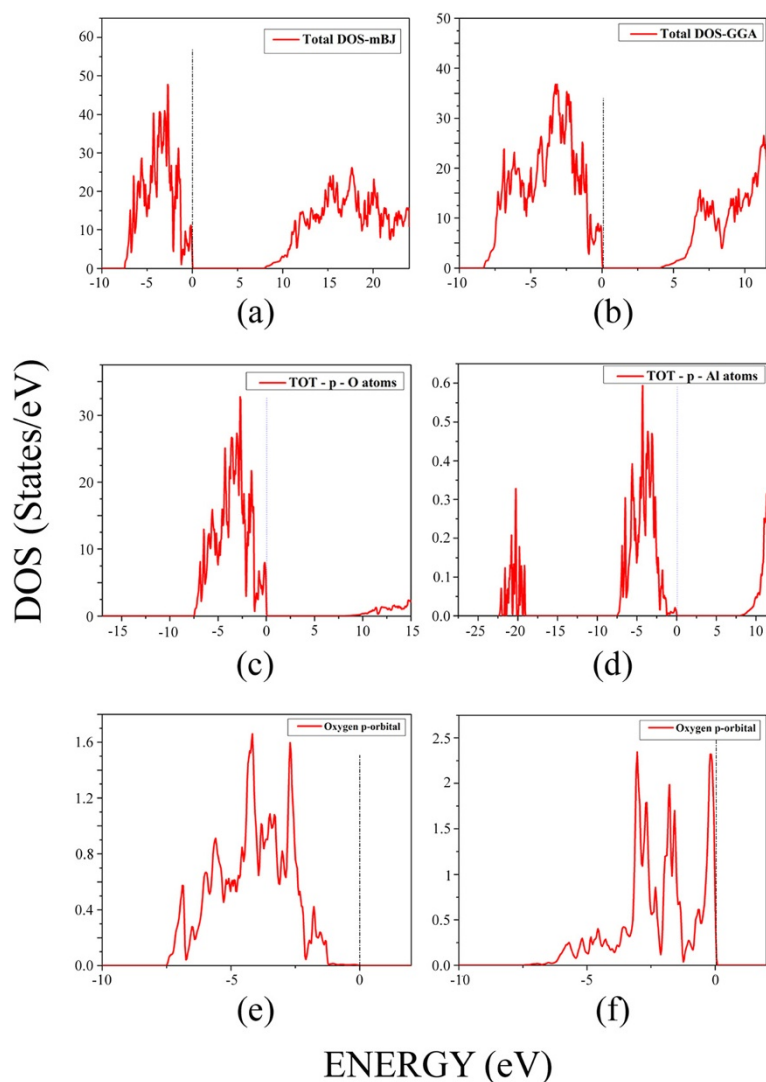 Total DOS-mBJ
60
50
40
30
20
10
0
-10 -5 0 5 10 15 20
(a)
Total DOS-GGA
50
40
30
20
10
0
-10 -5 0 5 10
(b)
DOS (States/eV)
TOT - p - O atoms
30
20
10
0
-15 -10 -5 0 5 10 15
(c)
TOT - p - Al atoms
0.6
0.5
0.4
0.3
0.2
0.1
0.0
-25 -20 -15 -10 -5 0 5 10
(d)
Oxygen p-orbital
1.6
1.2
0.8
0.4
0.0
-10 -5 0
(e)
Oxygen p-orbital
2.5
2.0
1.5
1.0
0.5
0.0
-10 -5 0
(f)
ENERGY (eV)